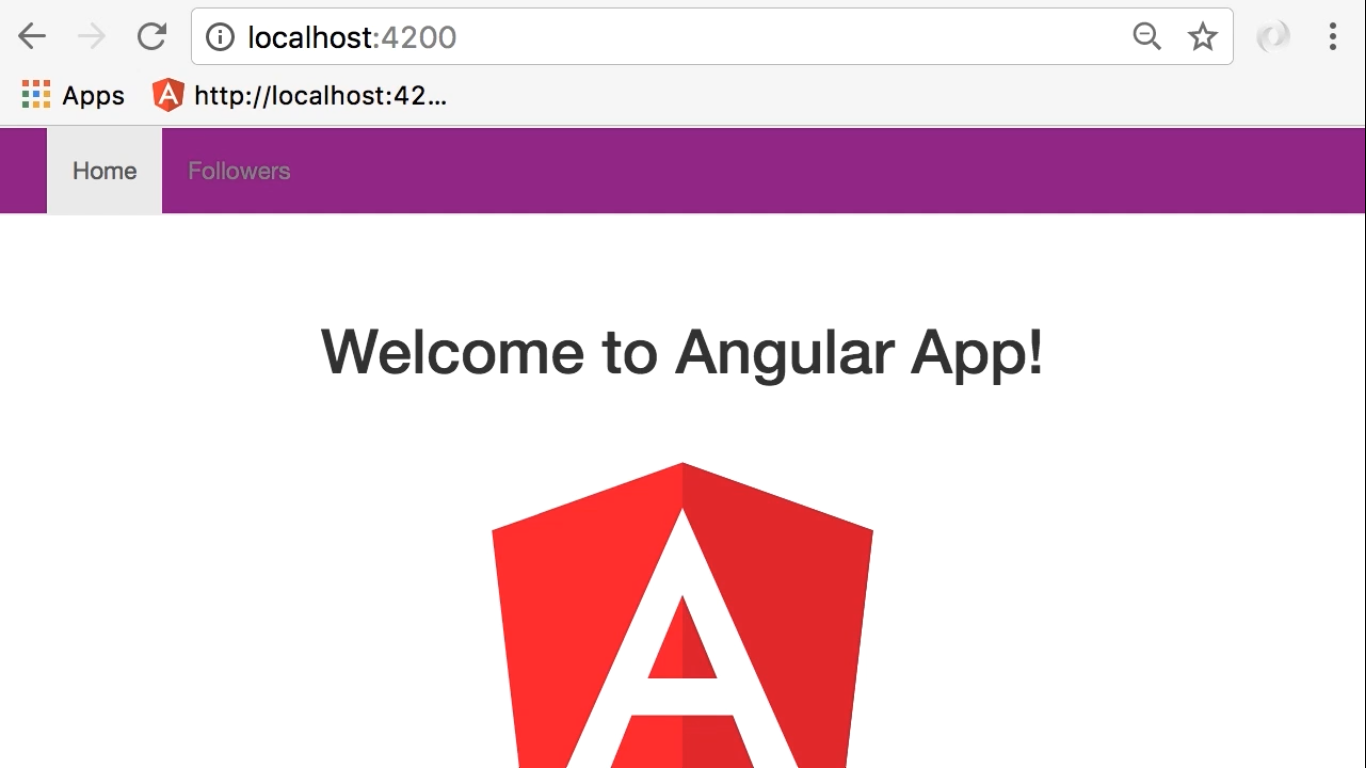 localhost:4200
Apps http://localhost:42...
Home Followers
Welcome to Angular App!